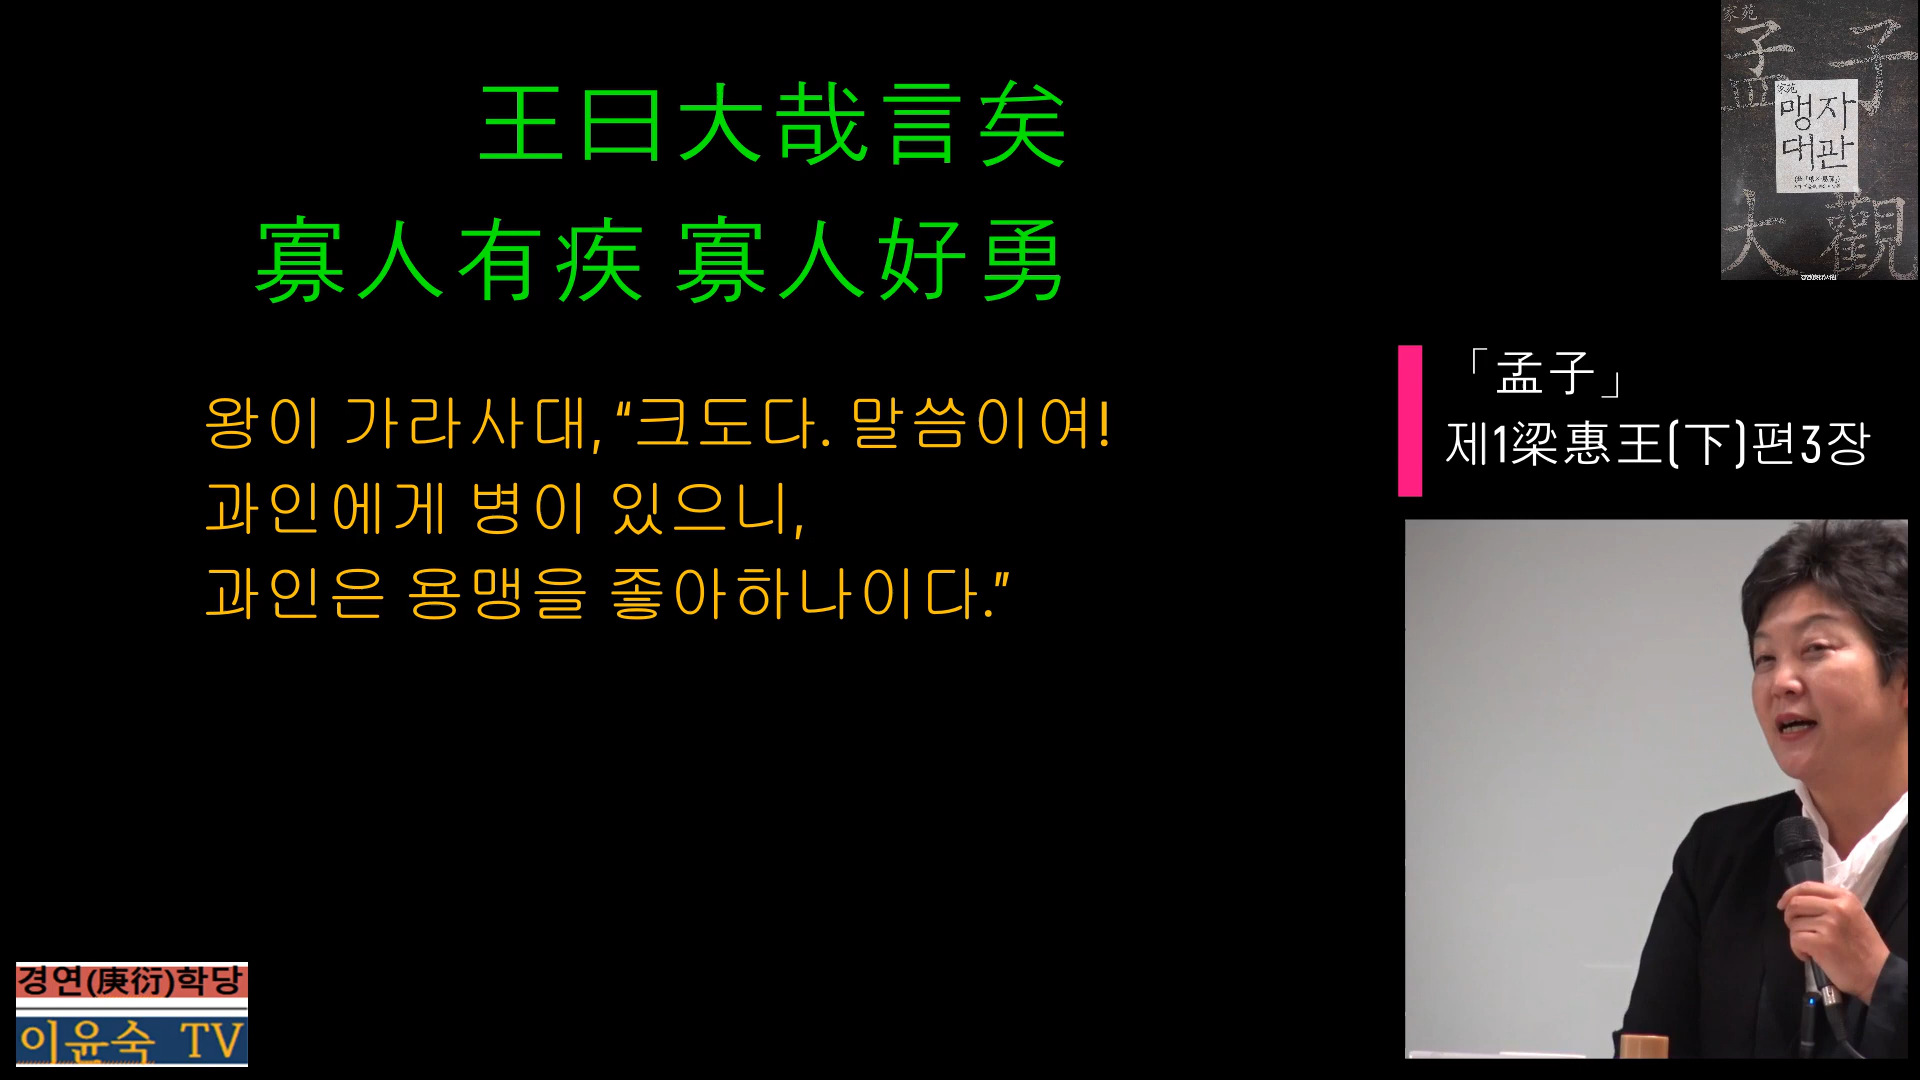 王曰大哉言矣
寡人有疾 寡人好勇
왕이 가라사대, “크도다. 말씀이여!
과인에게 병이 있으니,
과인은 용맹을 좋아하나이다.”
家苑
孟子
家苑
맹자
대관
大觀
「孟子」
제1梁惠王(下)편3장
경연(庚衍)학당
이윤숙 TV